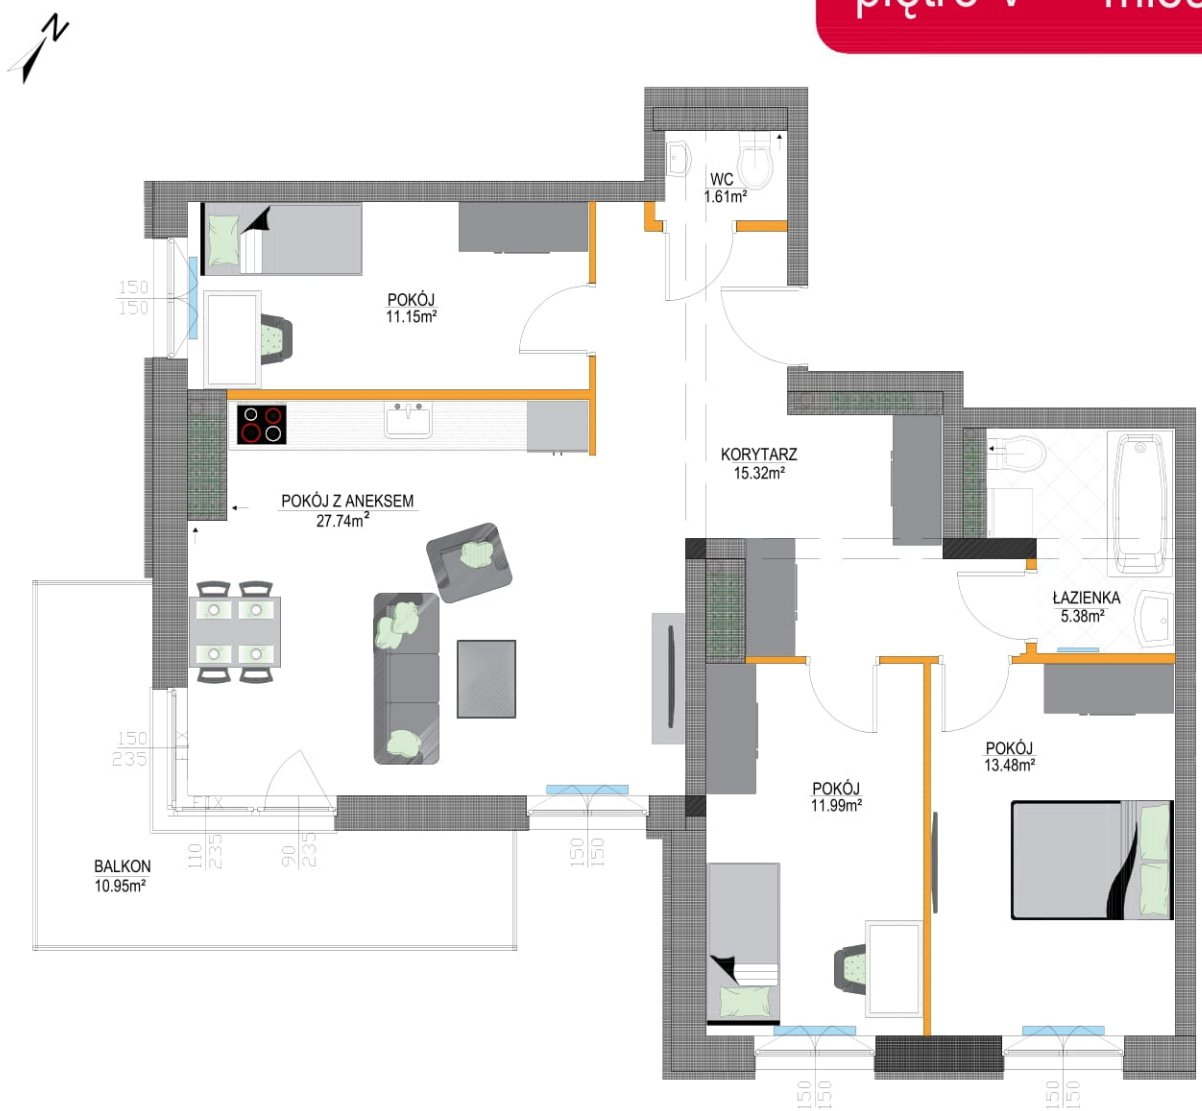 piętro V
N
WC
1.61m²
POKÓJ
11.15m²
150
150
KORYTARZ
15.32m²
POKÓJ Z ANEKSEM
27.74m²
ŁAZIENKA
5.38m²
150
235
POKÓJ
13.48m²
POKÓJ
11.99m²
FIX
110
235
90
235
150
150
BALKON
10.95m²
150
150
150
150